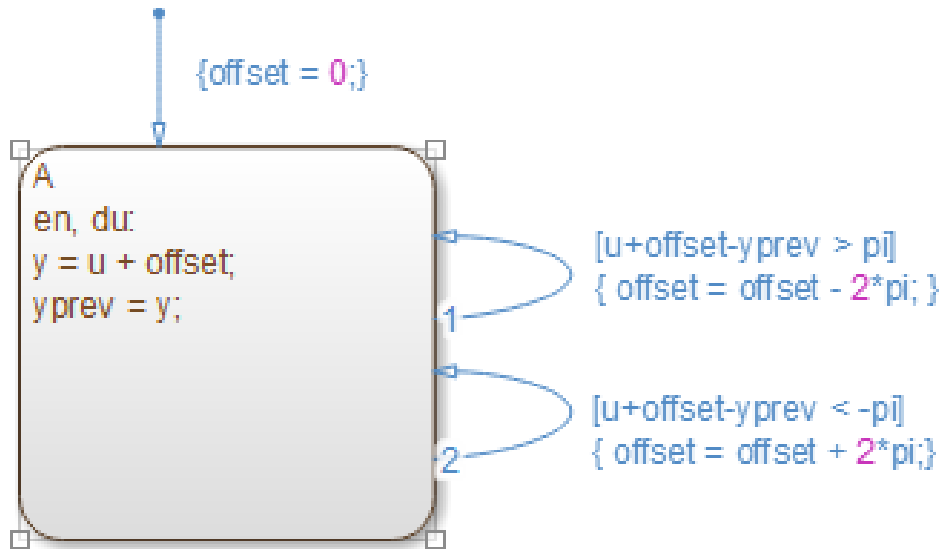 {offset = 0;}
A
en, du:
y = u + offset;
yprev = y;
[u+offset-yprev > pi]
{ offset = offset - 2*pi; }
1
[u+offset-yprev < -pi]
{ offset = offset + 2*pi;}
2